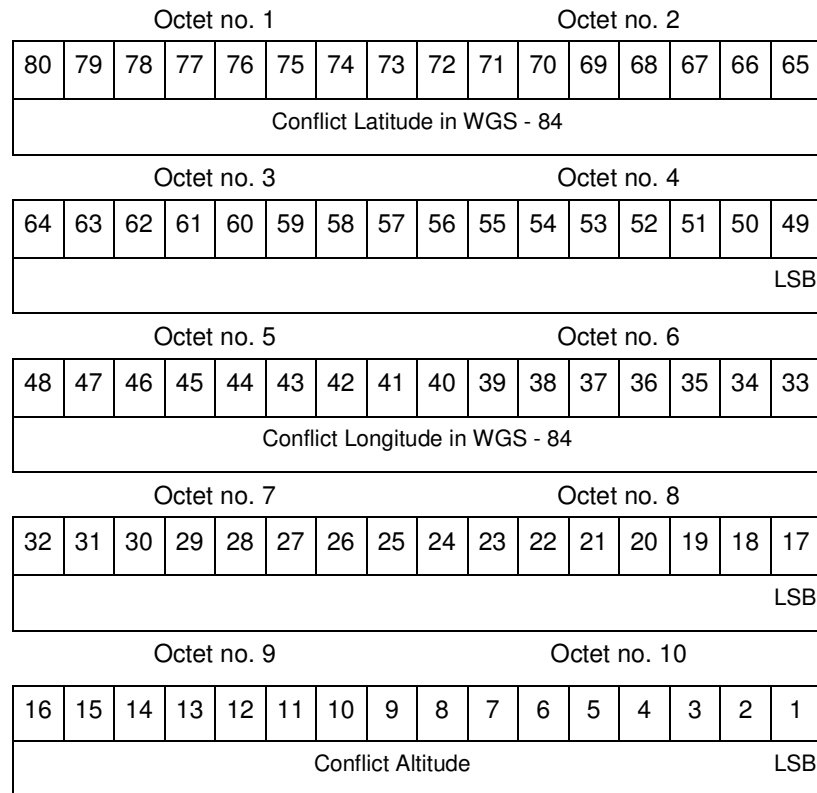 Octet no. 1 Octet no. 2
80 79 78 77 76 75 74 73 72 71 70 69 68 67 66 65
Conflict Latitude in WGS - 84
Octet no. 3 Octet no. 4
64 63 62 61 60 59 58 57 56 55 54 53 52 51 50 49
LSB
Octet no. 5 Octet no. 6
48 47 46 45 44 43 42 41 40 39 38 37 36 35 34 33
Conflict Longitude in WGS - 84
Octet no. 7 Octet no. 8
32 31 30 29 28 27 26 25 24 23 22 21 20 19 18 17
LSB
Octet no. 9 Octet no. 10
16 15 14 13 12 11 10 9 8 7 6 5 4 3 2 1
Conflict Altitude LSB